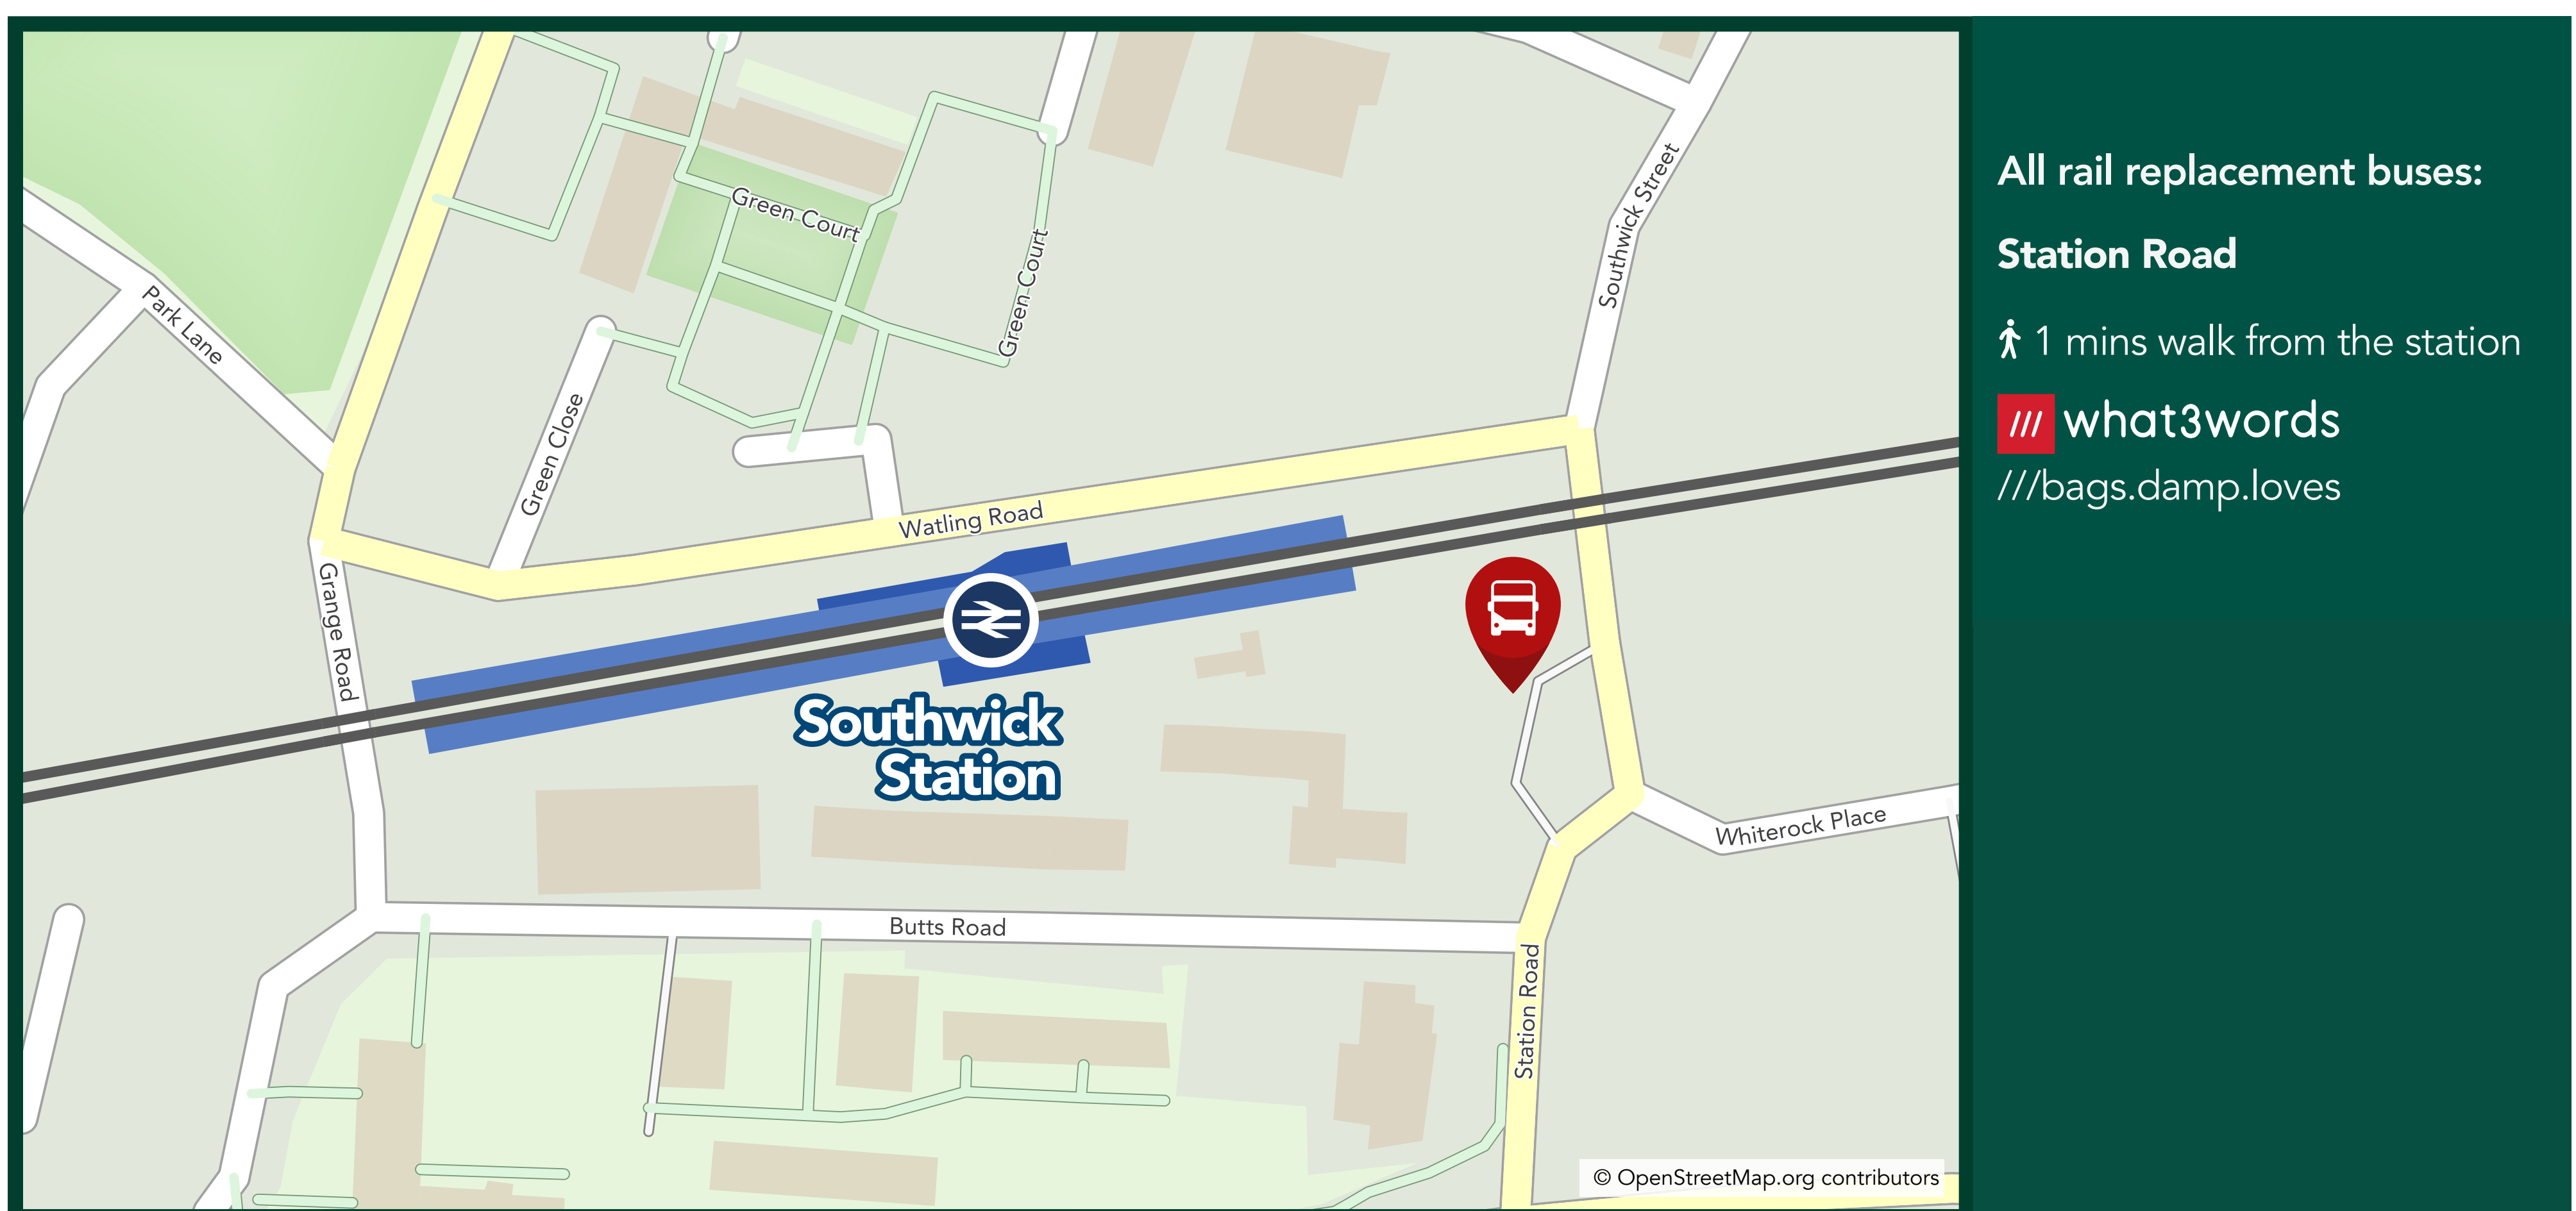 Green Court
Southwick Street
Green Court
Park Lane
Green Close
Watling Road
Grange Road
Southwick
Station
Whiterock Place
Butts Road
Station Road
© OpenStreetMap.org contributors
All rail replacement buses:
Station Road
1 mins walk from the station
/// what3words
///bags.damp.loves